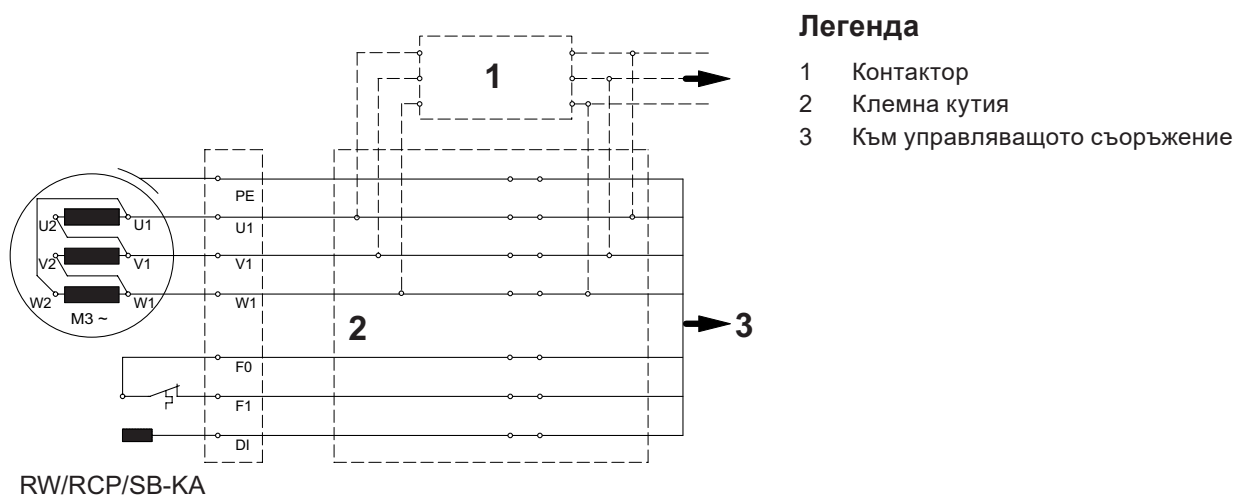 Легенда
1 Контактор
2 Клемна кутия
3 Към управляващото съоръжение
1
PE
U2 U1 U1
V2 V1 V1
W2 W1 W1
M3 ~
2
3
F0
F1
DI
RW/RCP/SB-KA